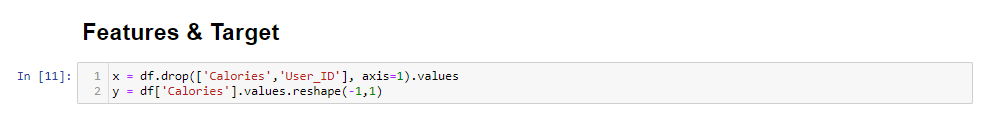 Features & Target
In [11]:
1 x = df.drop(['Calories','User_ID'], axis=1).values
2 y = df['Calories'].values.reshape(-1,1)